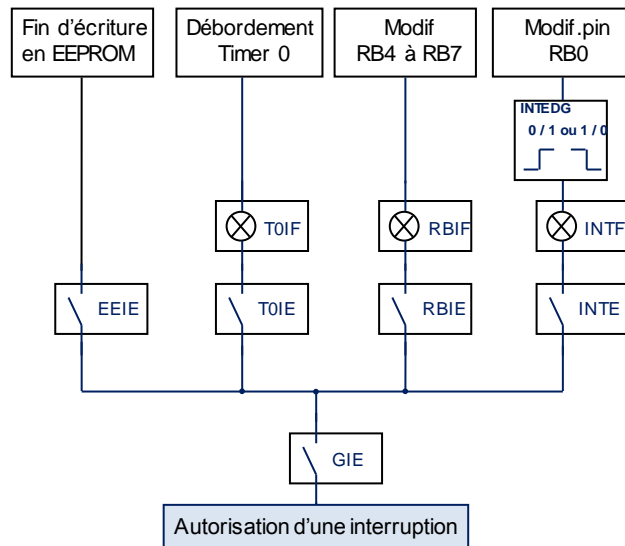 Fin d'écriture
en EEPROM
Débordement
Timer 0
Modif
RB4 à RB7
Modif.pin
RB0
INTEDG
0 / 1 ou 1 / 0
T0IF
RBIF
INTF
EEIE
T0IE
RBIE
INTE
GIE
Autorisation d'une interruption